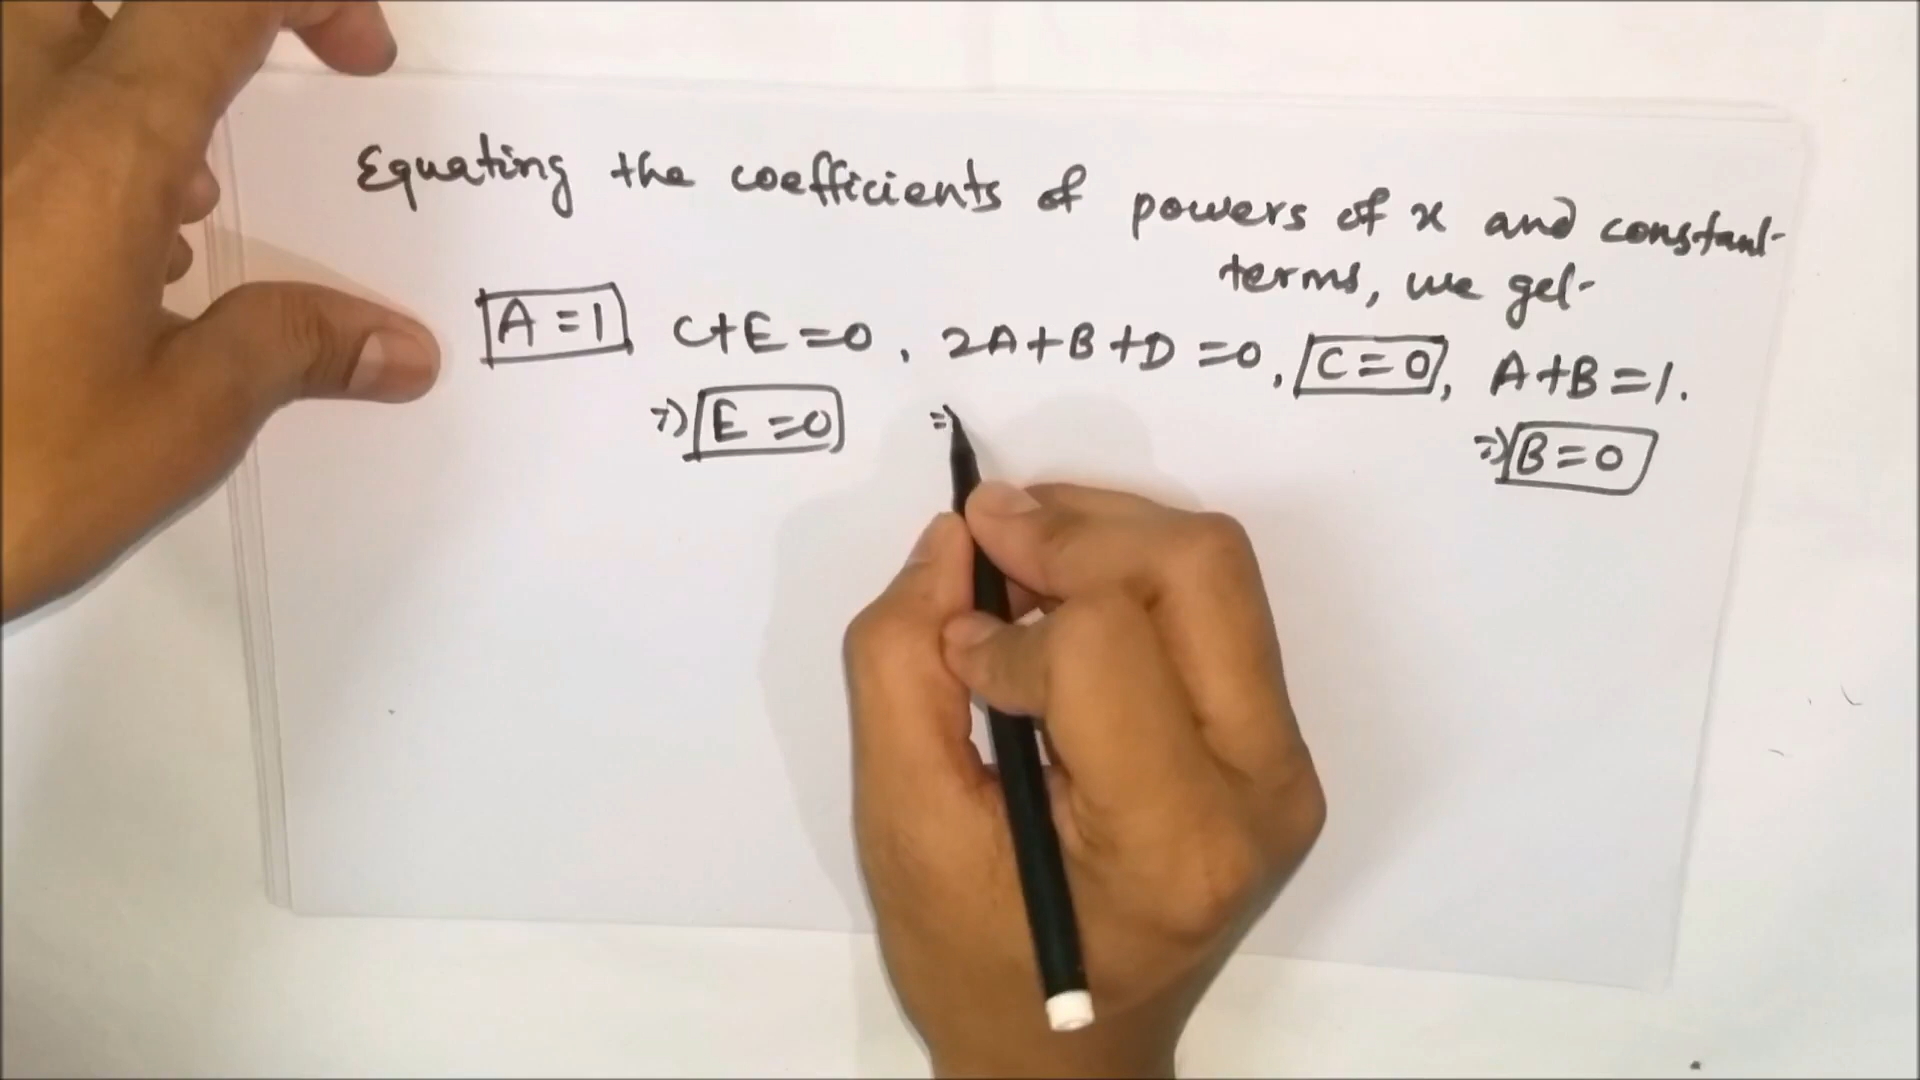 Equating the coefficients of powers of x and constant
terms, we get
A = 1 C+E = 0, 2A+B+D = 0, C = 0, A+B = 1.
⇒ E = 0 ⇒ ⇒ B = 0